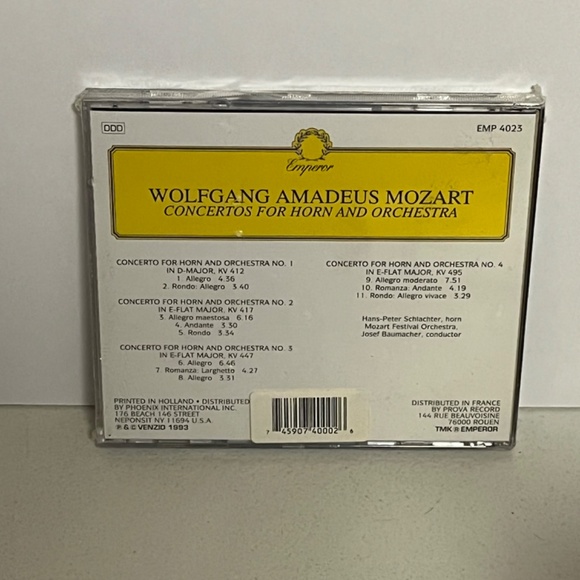 DDD
EMP 4023
Emperor
WOLFGANG AMADEUS MOZART
CONCERTOS FOR HORN AND ORCHESTRA
CONCERTO FOR HORN AND ORCHESTRA NO. 1
IN D-MAJOR, KV 412
1. Allegro 4.36
2. Rondo: Allegro 3.40
CONCERTO FOR HORN AND ORCHESTRA NO. 2
IN E-FLAT MAJOR, KV 417
3. Allegro maestosa 6.16
4. Andante 3.30
5. Rondo 3.34
CONCERTO FOR HORN AND ORCHESTRA NO. 3
IN E-FLAT MAJOR, KV 447
6. Allegro 6.46
7. Romanza: Larghetto 4.27
8. Allegro 3.31
CONCERTO FOR HORN AND ORCHESTRA NO. 4
IN E-FLAT MAJOR, KV 495
9. Allegro moderato 7.51
10. Romanza: Andante 4.19
11. Rondo: Allegro vivace 3.29
Hans-Peter Schlachter, horn
Mozart Festival Orchestra,
Josef Baumacher, conductor
PRINTED IN HOLLAND • DISTRIBUTED
BY PHOENIX INTERNATIONAL INC.
176 BEACH 146 STREET
NEPONSIT NY 11694 U.S.A.
℗ & © VENZIO 1993
7 45907 40002 6
DISTRIBUTED IN FRANCE
BY PROVA RECORD
144 RUE BEAUVOISINE
76000 ROUEN
TMK ® EMPEROR